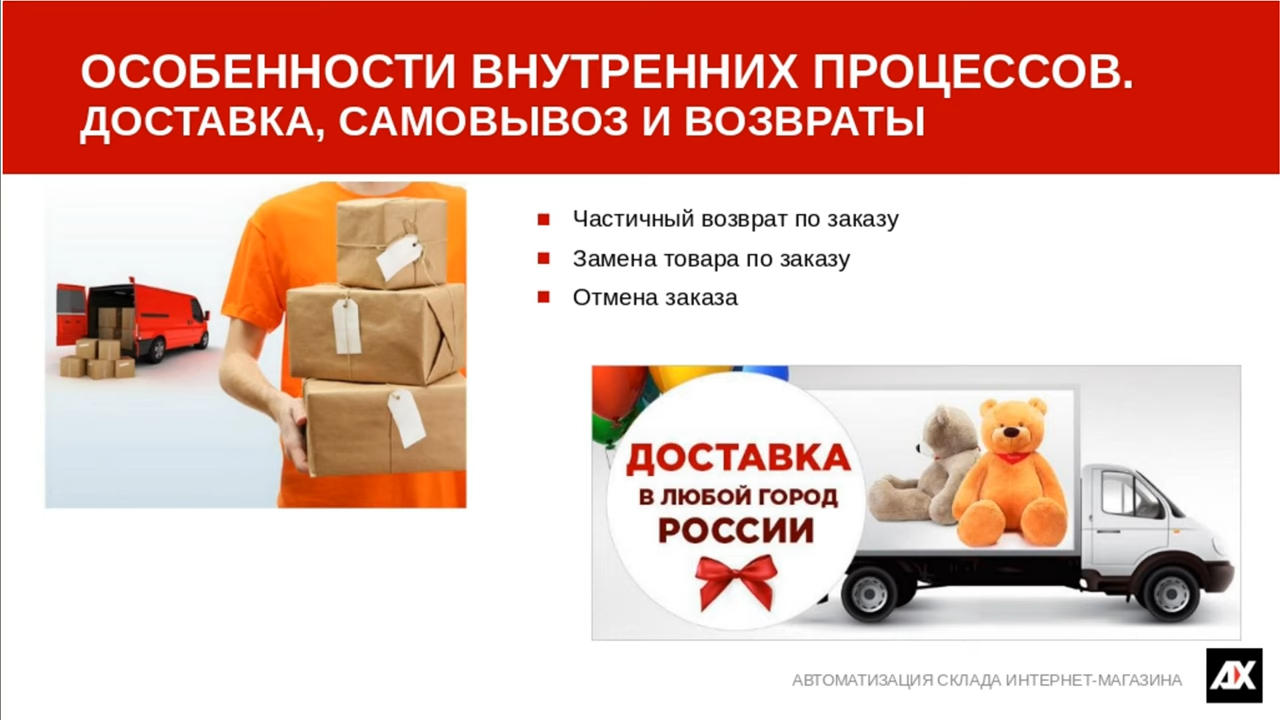 ОСОБЕННОСТИ ВНУТРЕННИХ ПРОЦЕССОВ.
ДОСТАВКА, САМОВЫВОЗ И ВОЗВРАТЫ
Частичный возврат по заказу
Замена товара по заказу
Отмена заказа
ДОСТАВКА
В ЛЮБОЙ ГОРОД
РОССИИ
АВТОМАТИЗАЦИЯ СКЛАДА ИНТЕРНЕТ-МАГАЗИНА
AX